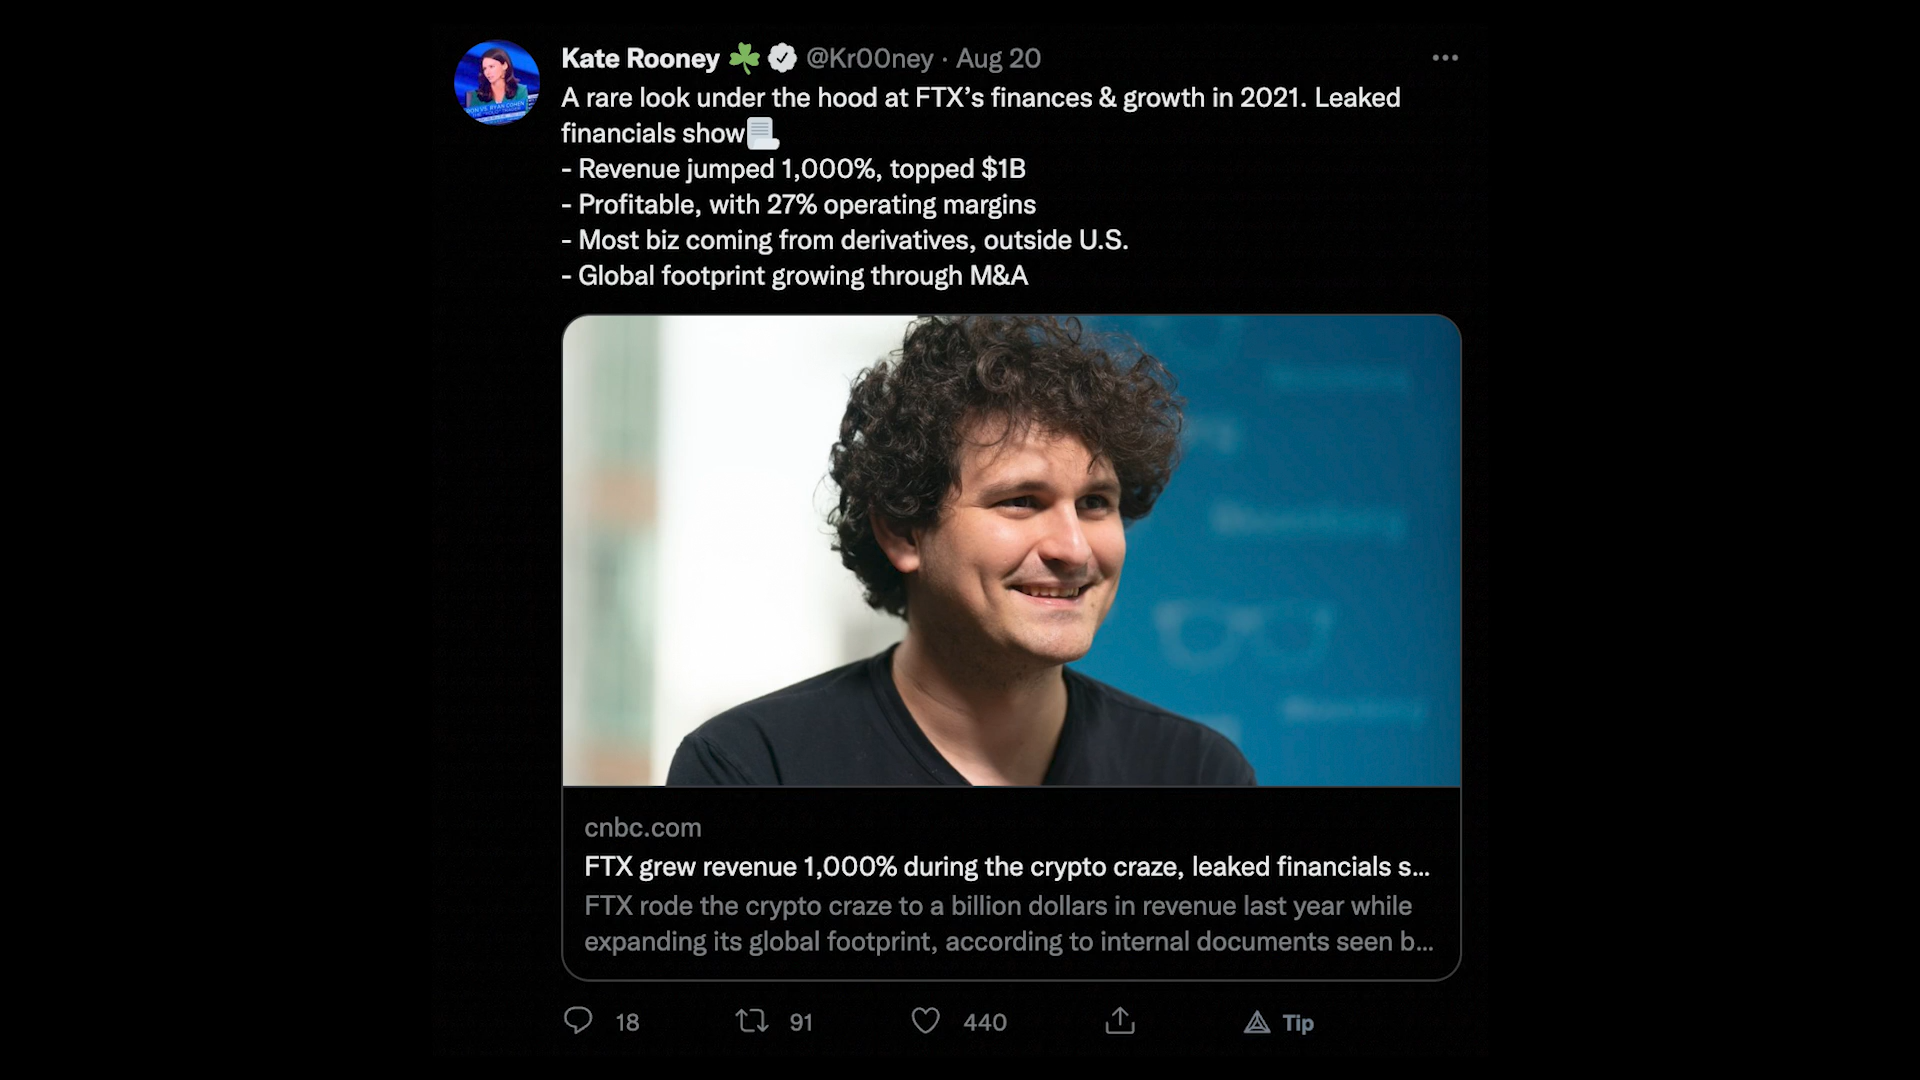 Kate Rooney ☘️ @Kr00ney · Aug 20
A rare look under the hood at FTX's finances & growth in 2021. Leaked
financials show📃
- Revenue jumped 1,000%, topped $1B
- Profitable, with 27% operating margins
- Most biz coming from derivatives, outside U.S.
- Global footprint growing through M&A
Bloomberg
Bloomberg
cnbc.com
FTX grew revenue 1,000% during the crypto craze, leaked financials s...
FTX rode the crypto craze to a billion dollars in revenue last year while
expanding its global footprint, according to internal documents seen b...
18 91 440 Tip